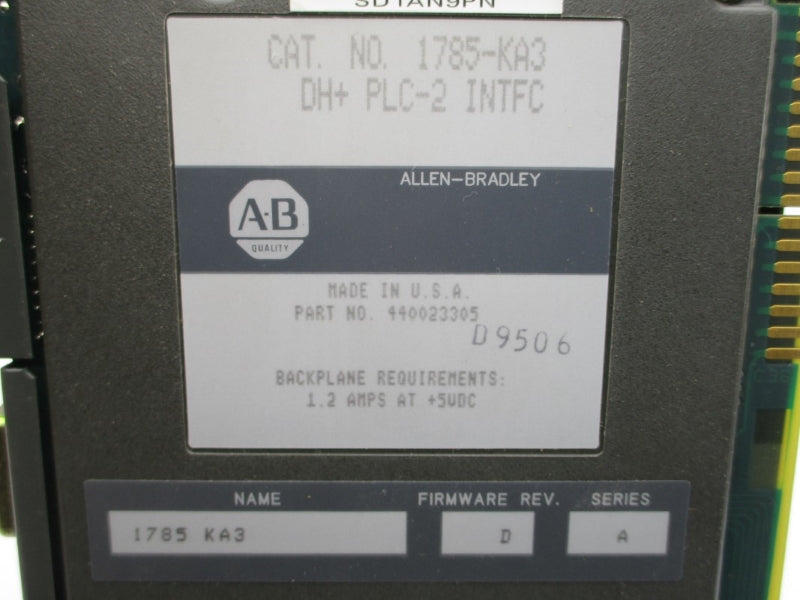 SD1AN9PN
CAT. NO. 1785-KA3
DH+ PLC-2 INTFC
ALLEN-BRADLEY
A·B
QUALITY
MADE IN U.S.A.
PART NO. 440023305
D9506
BACKPLANE REQUIREMENTS:
1.2 AMPS AT +5VDC
NAME FIRMWARE REV. SERIES
1785 KA3 D A